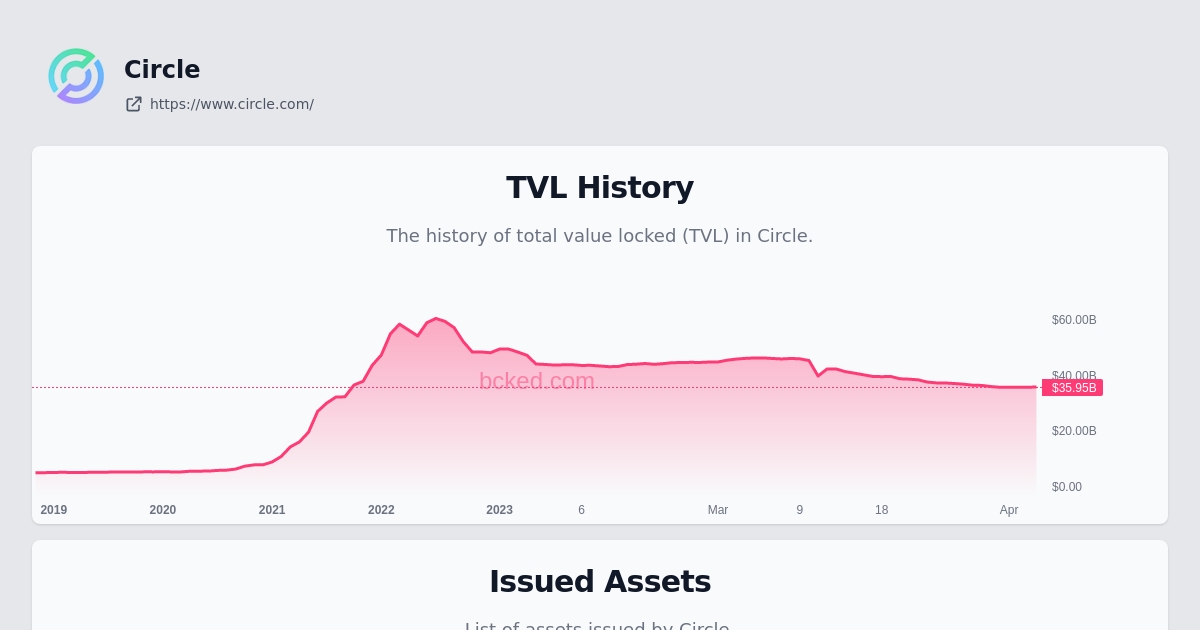 Circle
https://www.circle.com/
TVL History
The history of total value locked (TVL) in Circle.
$60.00B
$40.00B
$35.95B
$20.00B
$0.00
bcked.com
2019 2020 2021 2022 2023 6 Mar 9 18 Apr
Issued Assets
List of assets issued by Circle.